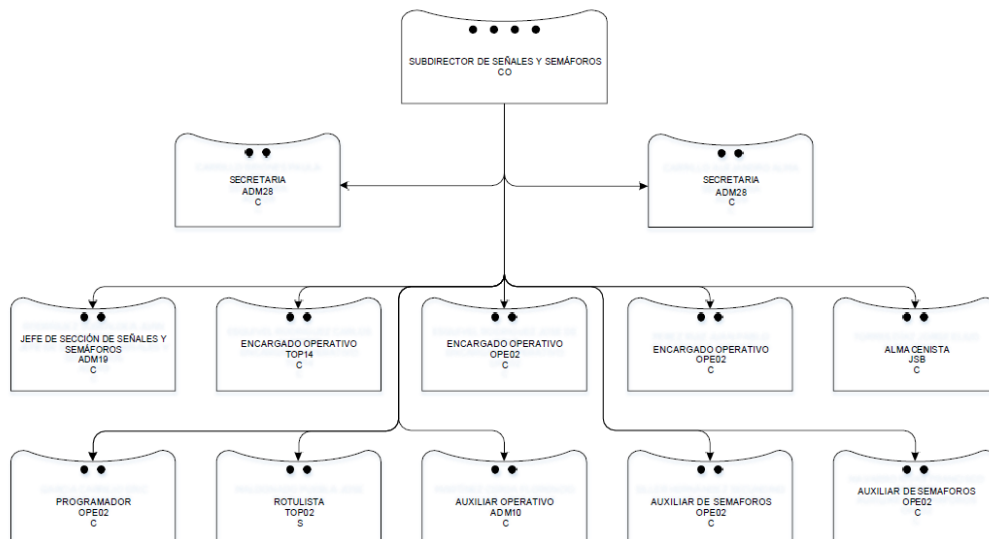 SUBDIRECTOR DE SEÑALES Y SEMÁFOROS
CO
SECRETARIA
ADM28
C
SECRETARIA
ADM28
C
JEFE DE SECCIÓN DE SEÑALES Y
SEMÁFOROS
ADM19
C
ENCARGADO OPERATIVO
TOP14
C
ENCARGADO OPERATIVO
OPE02
C
ENCARGADO OPERATIVO
OPE02
C
ALMACENISTA
JSB
C
PROGRAMADOR
OPE02
C
ROTULISTA
TOP02
S
AUXILIAR OPERATIVO
ADM10
C
AUXILIAR DE SEMAFOROS
OPE02
C
AUXILIAR DE SEMAFOROS
OPE02
C